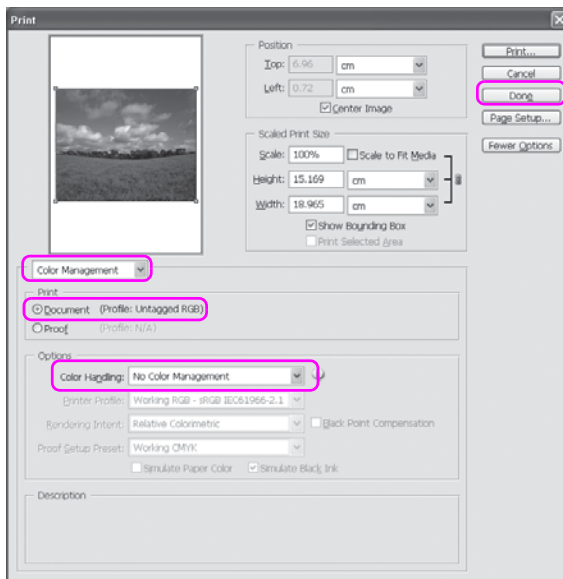 Print
Position
Top: 6.96 cm
Left: 0.72 cm
Center Image
Print...
Cancel
Done
Page Setup...
Fewer Options
Scaled Print Size
Scale: 100% Scale to Fit Media
Height: 15.169 cm
Width: 18.965 cm
Show Bounding Box
Print Selected Area
Color Management
Print
Document (Profile: Untagged RGB)
Proof (Profile: N/A)
Options
Color Handling: No Color Management
Printer Profile: Working RGB - sRGB IEC61966-2.1
Rendering Intent: Relative Colorimetric Black Point Compensation
Proof Setup Preset: Working CMYK
Simulate Paper Color Simulate Black Ink
Description